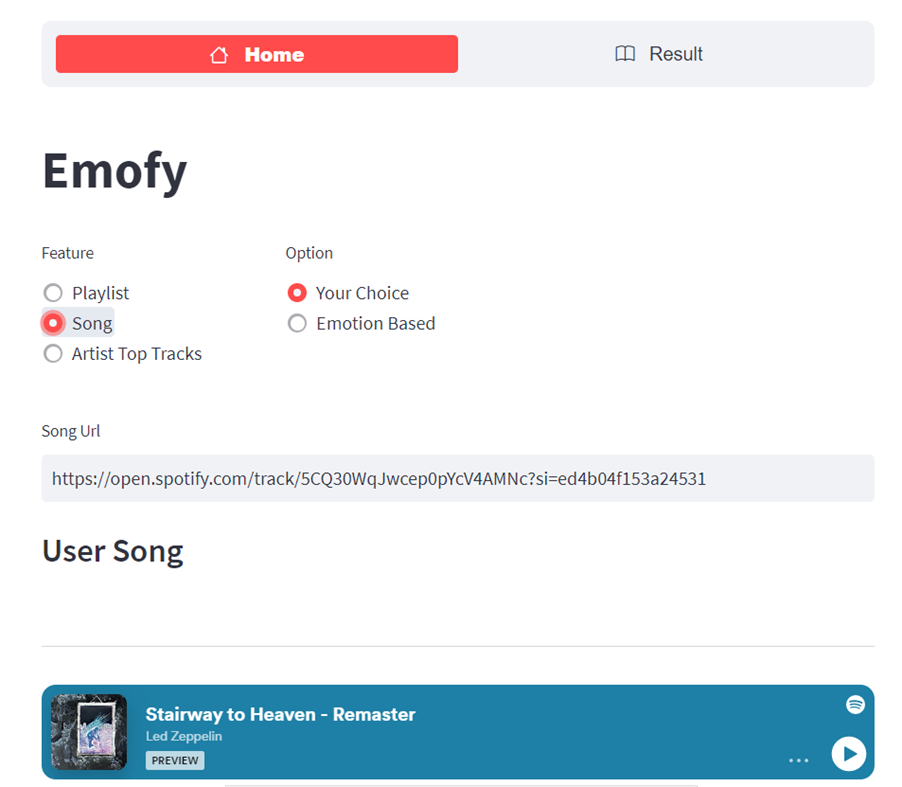 Home
Result
Emofy
Feature
Option
Playlist
Your Choice
Song
Emotion Based
Artist Top Tracks
Song Url
https://open.spotify.com/track/5CQ30WqJwcep0pYcV4AMNc?si=ed4b04f153a24531
User Song
Stairway to Heaven - Remaster
Led Zeppelin
PREVIEW